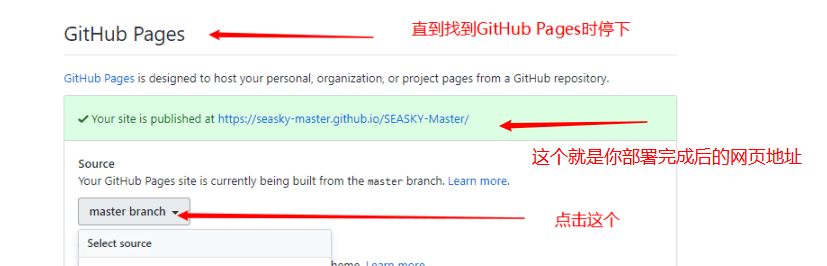 GitHub Pages
直到找到GitHub Pages时停下
GitHub Pages is designed to host your personal, organization, or project pages from a GitHub repository.
✓ Your site is published at https://seasky-master.github.io/SEASKY-Master/
这个就是你部署完成后的网页地址
Source
Your GitHub Pages site is currently being built from the master branch. Learn more.
master branch
点击这个
Select source
heme. Learn more